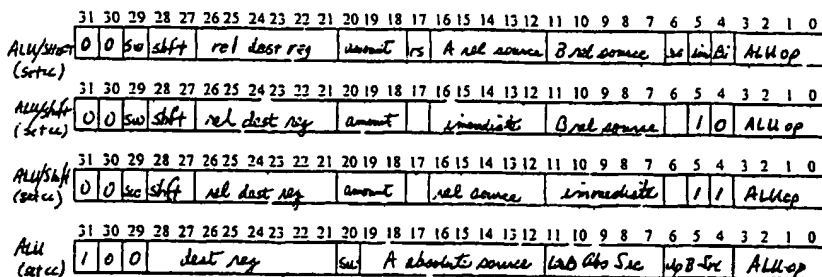 31 30 29 28 27 26 25 24 23 22 21 20 19 18 17 16 15 14 13 12 11 10 9 8 7 6 5 4 3 2 1 0
ALU/Shift 0 0 shft rel dest reg amount rs A rel source B rel source im Bi ALU op
(setcc)
31 30 29 28 27 26 25 24 23 22 21 20 19 18 17 16 15 14 13 12 11 10 9 8 7 6 5 4 3 2 1 0
ALU/Shift 0 0 shft rel dest reg amount immediate B rel source 1 0 ALU op
(setcc)
31 30 29 28 27 26 25 24 23 22 21 20 19 18 17 16 15 14 13 12 11 10 9 8 7 6 5 4 3 2 1 0
ALU/Shift 0 0 shft rel dest reg amount rel source immediate 1 1 ALU op
(setcc)
31 30 29 28 27 26 25 24 23 22 21 20 19 18 17 16 15 14 13 12 11 10 9 8 7 6 5 4 3 2 1 0
ALU 1 0 0 dest reg A absolute source Abs Src B Src ALU op
(setcc)